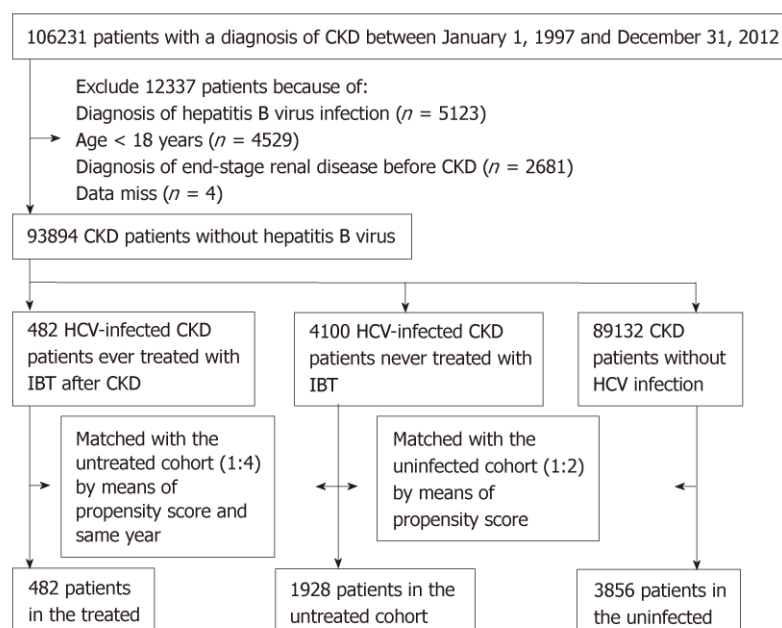 106231 patients with a diagnosis of CKD between January 1, 1997 and December 31, 2012
Exclude 12337 patients because of:
Diagnosis of hepatitis B virus infection (n = 5123)
Age < 18 years (n = 4529)
Diagnosis of end-stage renal disease before CKD (n = 2681)
Data miss (n = 4)
93894 CKD patients without hepatitis B virus
482 HCV-infected CKD
patients ever treated with
IBT after CKD
4100 HCV-infected CKD
patients never treated with
IBT
89132 CKD
patients without
HCV infection
Matched with the
untreated cohort (1:4)
by means of
propensity score and
same year
Matched with the
uninfected cohort (1:2)
by means of
propensity score
482 patients
in the treated
1928 patients in the
untreated cohort
3856 patients in
the uninfected